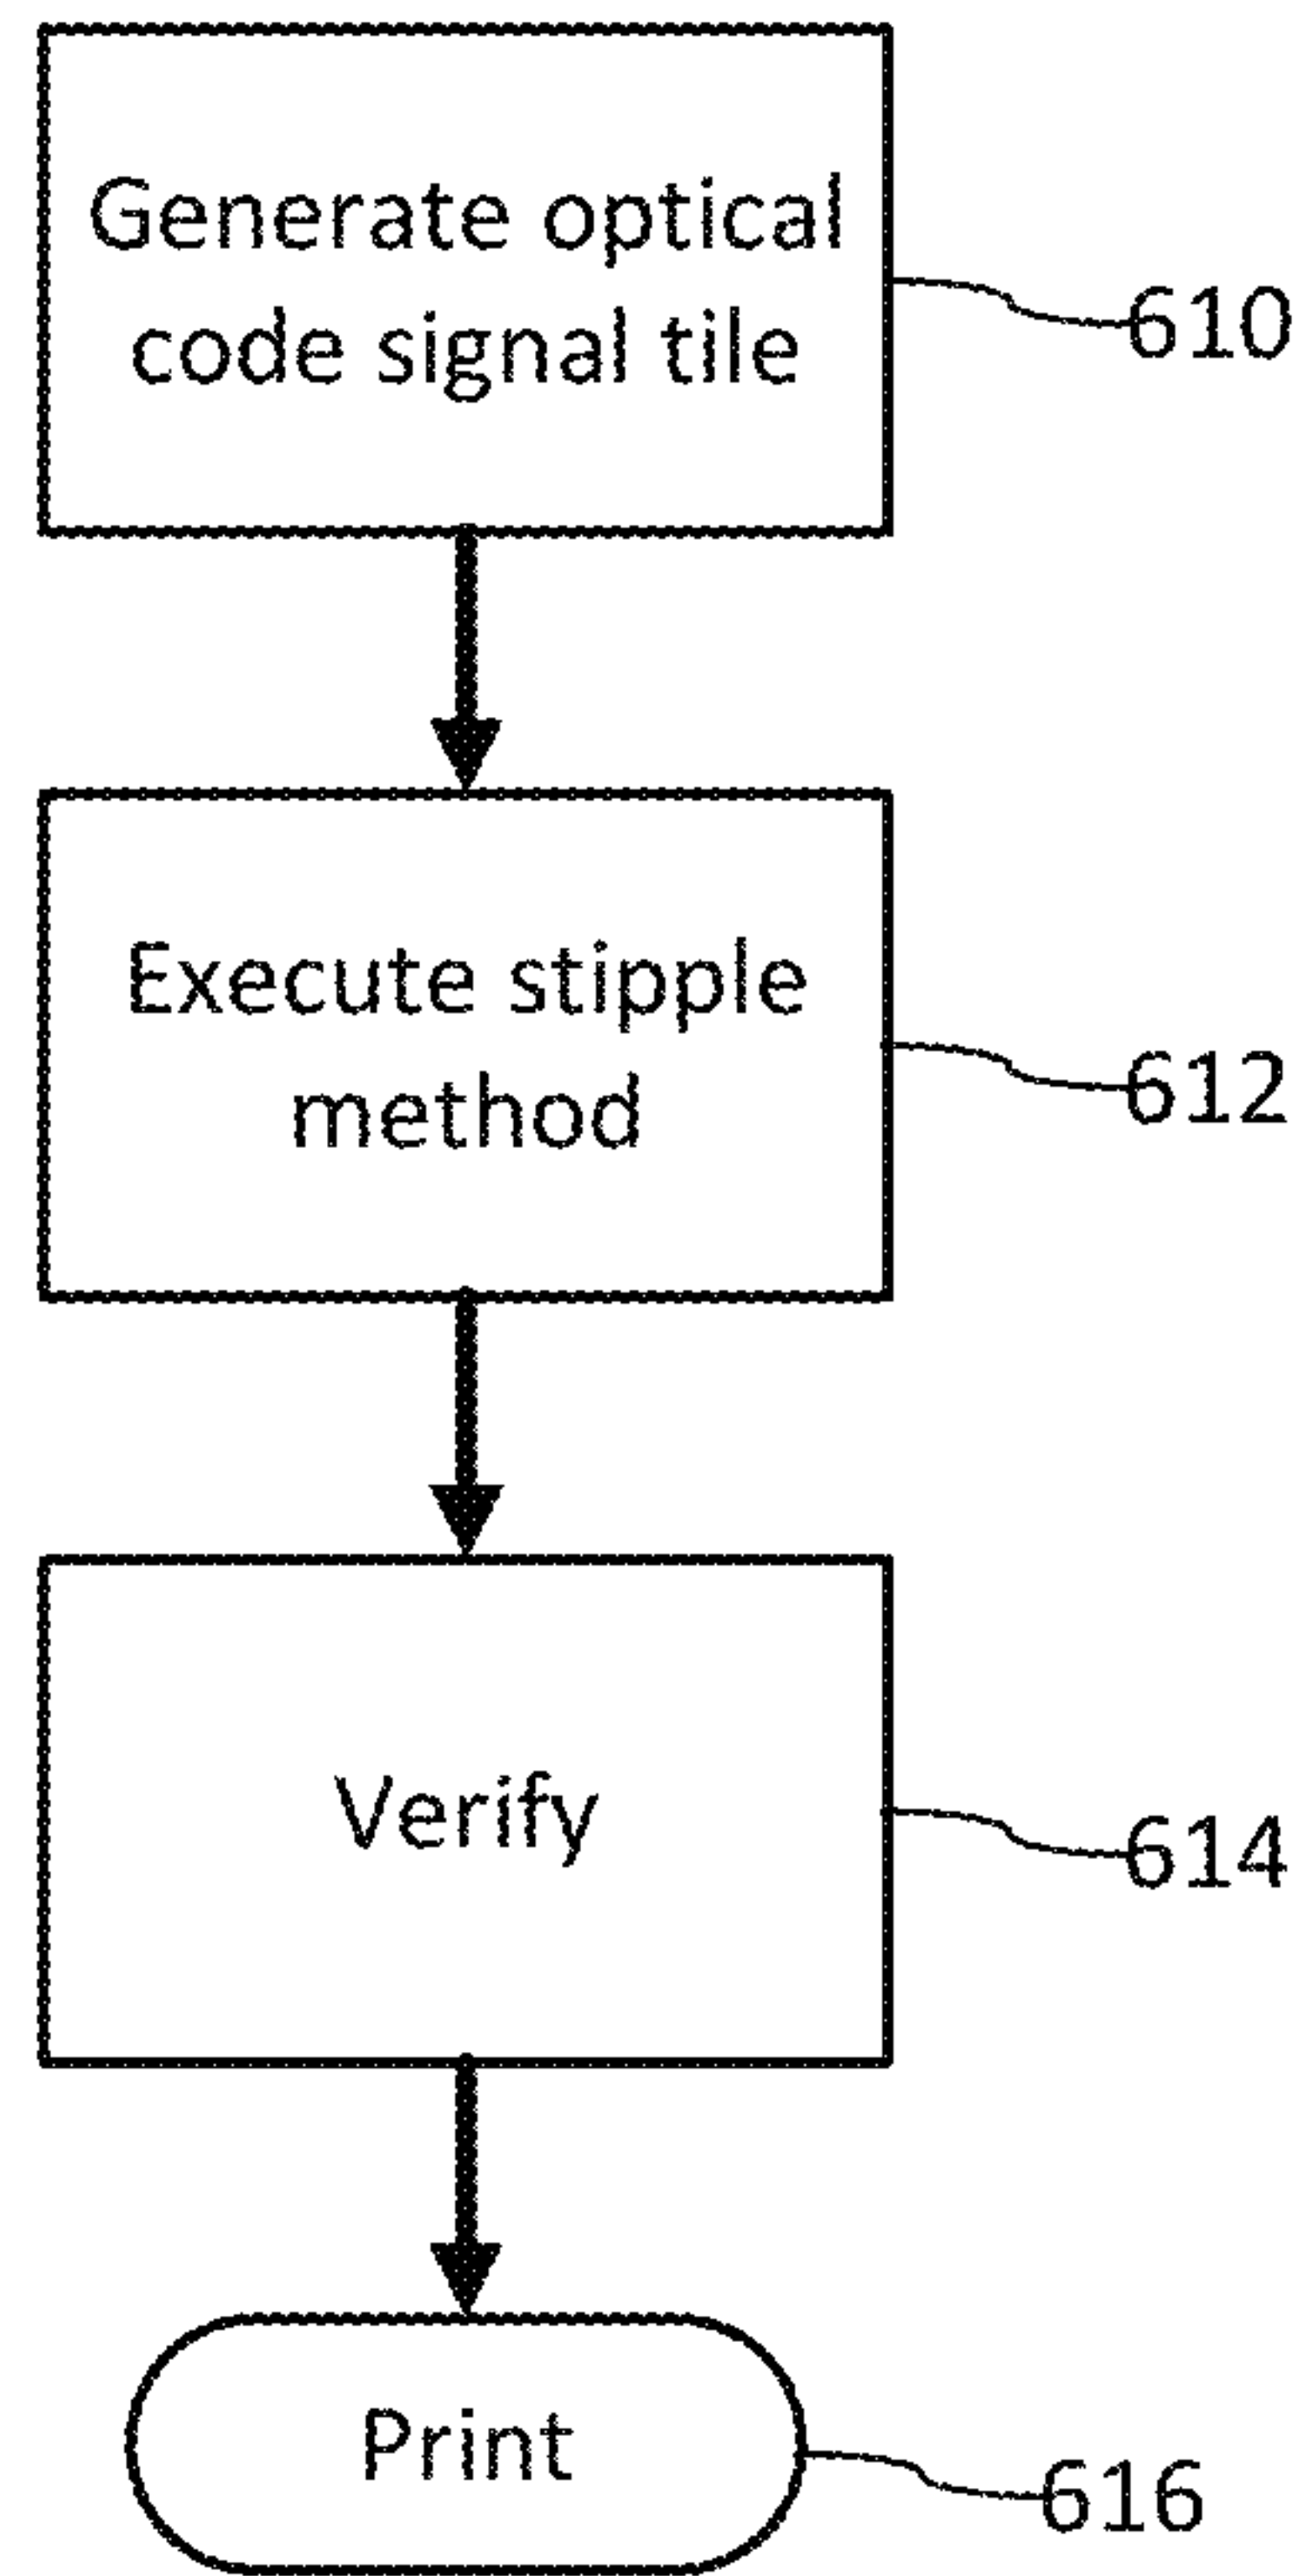 Generate optical
code signal tile
610
Execute stipple
method
612
Verify
614
Print
616